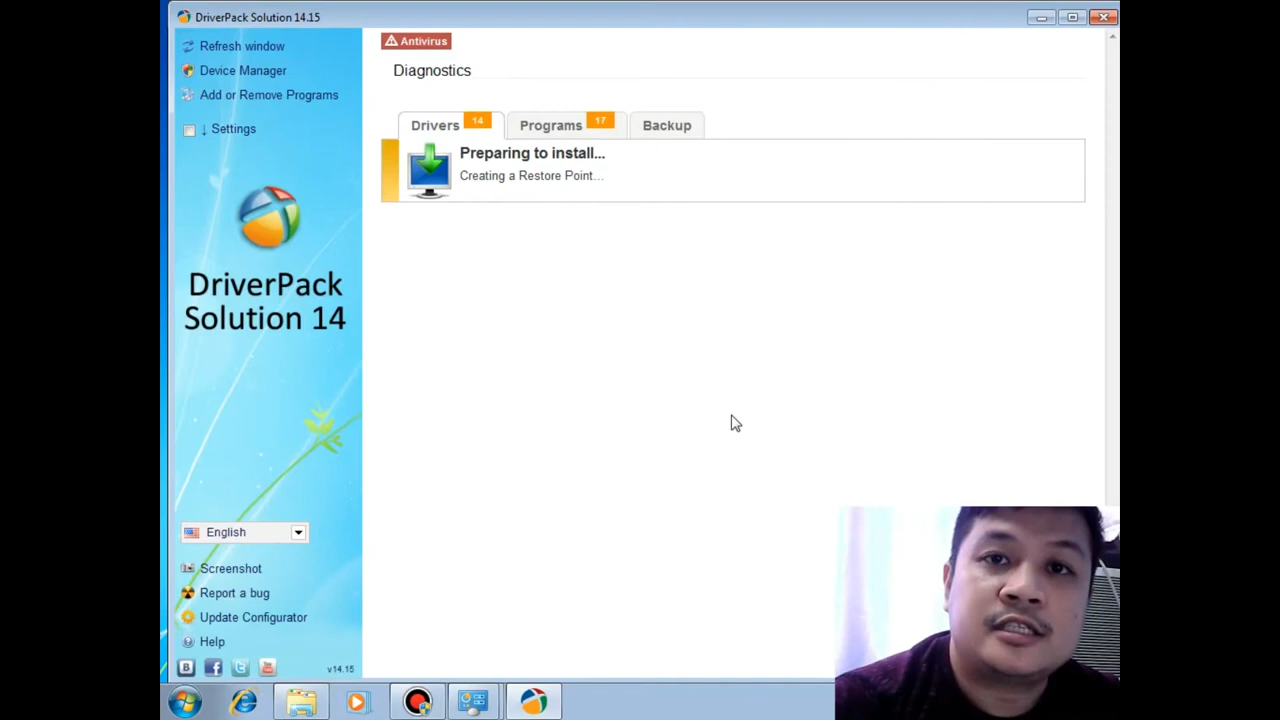 DriverPack Solution 14.15
Refresh window
Device Manager
Add or Remove Programs
↓ Settings
DriverPack
Solution 14
English
Screenshot
Report a bug
Update Configurator
Help
v14.15
Antivirus
Diagnostics
Drivers 14
Programs 17
Backup
Preparing to install...
Creating a Restore Point...